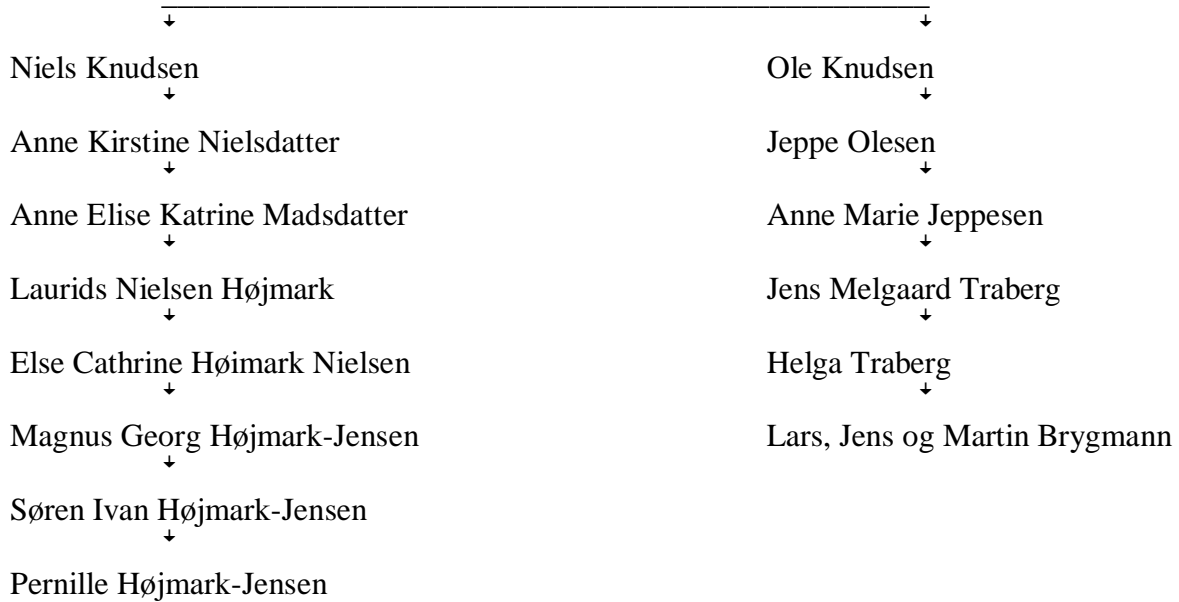 Niels Knudsen Ole Knudsen
Anne Kirstine Nielsdatter Jeppe Olesen
Anne Elise Katrine Madsdatter Anne Marie Jeppesen
Laurids Nielsen Højmark Jens Melgaard Traberg
Else Cathrine Høimark Nielsen Helga Traberg
Magnus Georg Højmark-Jensen Lars, Jens og Martin Brygmann
Søren Ivan Højmark-Jensen
Pernille Højmark-Jensen